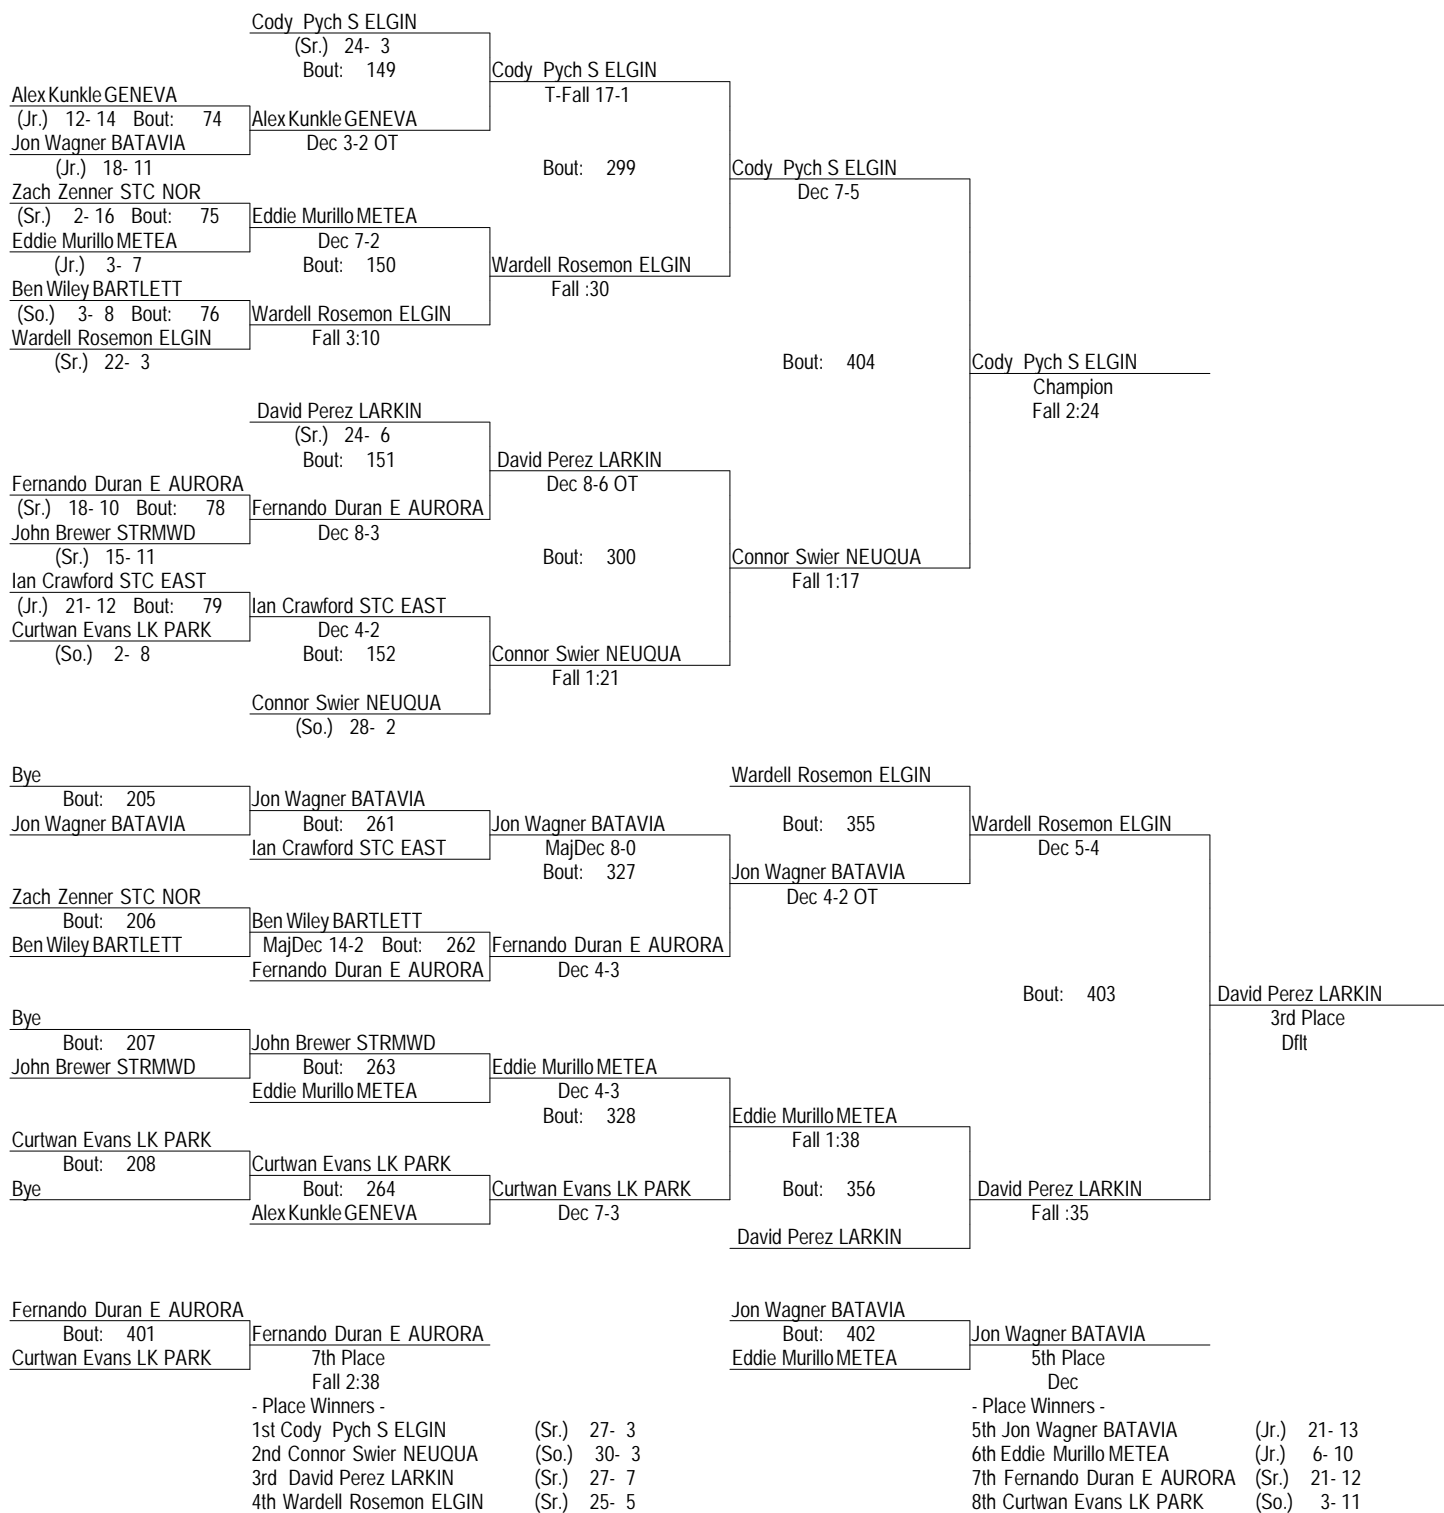 Cody Pych S ELGIN
(Sr.) 24- 3
Bout: 149 Cody Pych S ELGIN
Alex Kunkle GENEVA T-Fall 17-1
(Jr.) 12- 14 Bout: 74 Alex Kunkle GENEVA
Jon Wagner BATAVIA Dec 3-2 OT
(Jr.) 18- 11 Bout: 299 Cody Pych S ELGIN
Zach Zenner STC NOR Dec 7-5
(Sr.) 2- 16 Bout: 75 Eddie Murillo METEA
Eddie Murillo METEA Dec 7-2
(Jr.) 3- 7 Bout: 150 Wardell Rosemon ELGIN
Ben Wiley BARTLETT Fall :30
(So.) 3- 8 Bout: 76 Wardell Rosemon ELGIN
Wardell Rosemon ELGIN Fall 3:10
(Sr.) 22- 3 Bout: 404 Cody Pych S ELGIN
Champion
David Perez LARKIN Fall 2:24
(Sr.) 24- 6
Bout: 151 David Perez LARKIN
Fernando Duran E AURORA Dec 8-6 OT
(Sr.) 18- 10 Bout: 78 Fernando Duran E AURORA
John Brewer STRMWD Dec 8-3
(Sr.) 15- 11 Bout: 300 Connor Swier NEUQUA
Ian Crawford STC EAST Fall 1:17
(Jr.) 21- 12 Bout: 79 Ian Crawford STC EAST
Curtwan Evans LK PARK Dec 4-2
(So.) 2- 8 Bout: 152 Connor Swier NEUQUA
Fall 1:21
Connor Swier NEUQUA
(So.) 28- 2
Bye Wardell Rosemon ELGIN
Bout: 205 Jon Wagner BATAVIA
Jon Wagner BATAVIA Bout: 261 Jon Wagner BATAVIA Bout: 355 Wardell Rosemon ELGIN
Ian Crawford STC EAST MajDec 8-0 Dec 5-4
Bout: 327 Jon Wagner BATAVIA
Zach Zenner STC NOR Dec 4-2 OT
Bout: 206 Ben Wiley BARTLETT
Ben Wiley BARTLETT MajDec 14-2 Bout: 262 Fernando Duran E AURORA
Fernando Duran E AURORA Dec 4-3
Bout: 403 David Perez LARKIN
Bye 3rd Place
Bout: 207 John Brewer STRMWD Dflt
John Brewer STRMWD Bout: 263 Eddie Murillo METEA
Eddie Murillo METEA Dec 4-3
Bout: 328 Eddie Murillo METEA
Curtwan Evans LK PARK Fall 1:38
Bout: 208 Curtwan Evans LK PARK
Bye Bout: 264 Curtwan Evans LK PARK Bout: 356 David Perez LARKIN
Alex Kunkle GENEVA Dec 7-3 Fall :35
David Perez LARKIN
Fernando Duran E AURORA Jon Wagner BATAVIA
Bout: 401 Fernando Duran E AURORA Bout: 402 Jon Wagner BATAVIA
Curtwan Evans LK PARK 7th Place Eddie Murillo METEA 5th Place
Fall 2:38 Dec
- Place Winners - - Place Winners -
1st Cody Pych S ELGIN (Sr.) 27- 3 5th Jon Wagner BATAVIA (Jr.) 21- 13
2nd Connor Swier NEUQUA (So.) 30- 3 6th Eddie Murillo METEA (Jr.) 6- 10
3rd David Perez LARKIN (Sr.) 27- 7 7th Fernando Duran E AURORA (Sr.) 21- 12
4th Wardell Rosemon ELGIN (Sr.) 25- 5 8th Curtwan Evans LK PARK (So.) 3- 11